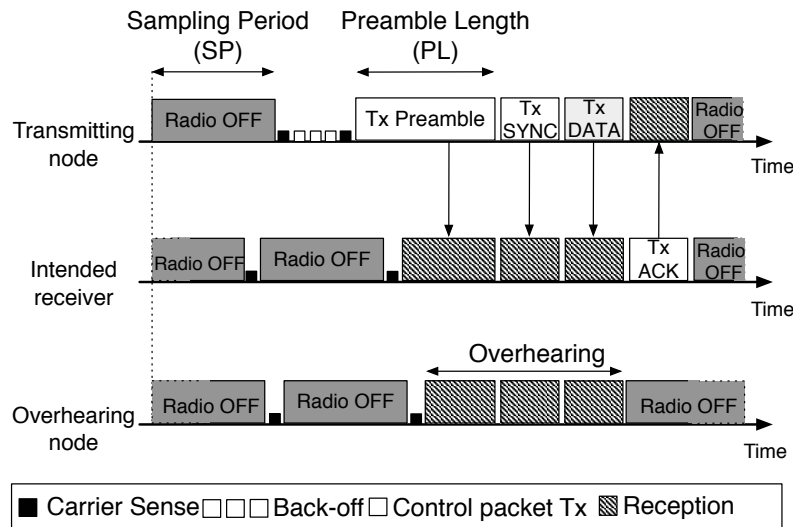 Sampling Period
(SP)
Preamble Length
(PL)
Transmitting
node
Radio OFF
Tx Preamble
Tx
SYNC
Tx
DATA
Radio
OFF
Time
Intended
receiver
Radio OFF
Radio OFF
Tx
ACK
Radio
OFF
Time
Overhearing
Overhearing
node
Radio OFF
Radio OFF
Radio OFF
Time
Carrier Sense Back-off Control packet Tx Reception